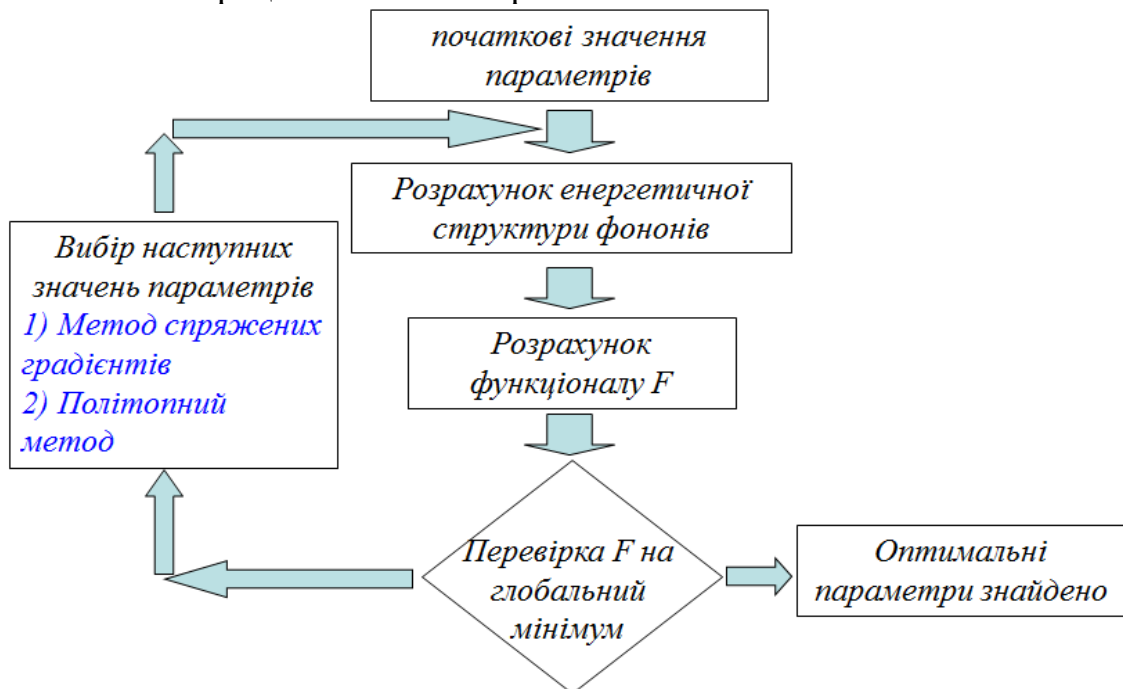 початкові значення
параметрів
Розрахунок енергетичної
структури фононів
Вибір наступних
значень параметрів
1) Метод спряжених
градієнтів
2) Політопний
метод
Розрахунок
функціоналу F
Перевірка F на
глобальний
мінімум
Оптимальні
параметри знайдено